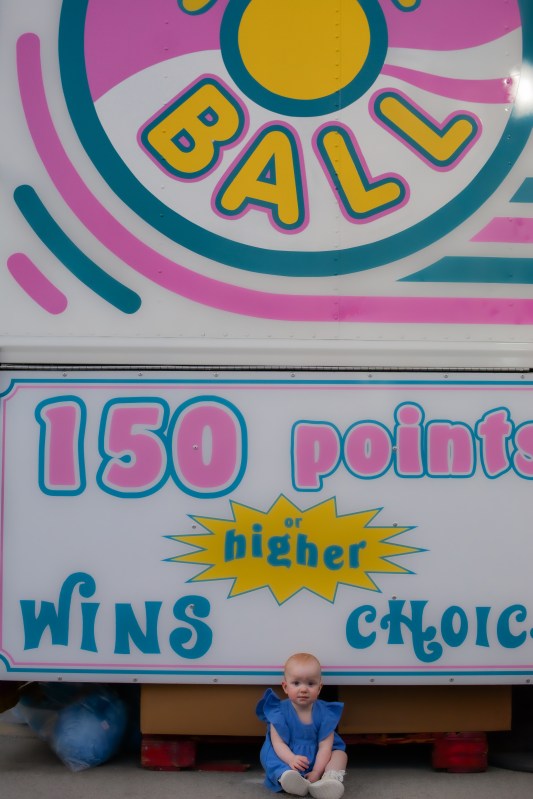 BALL
150 points
or
higher
WINS CHOIC